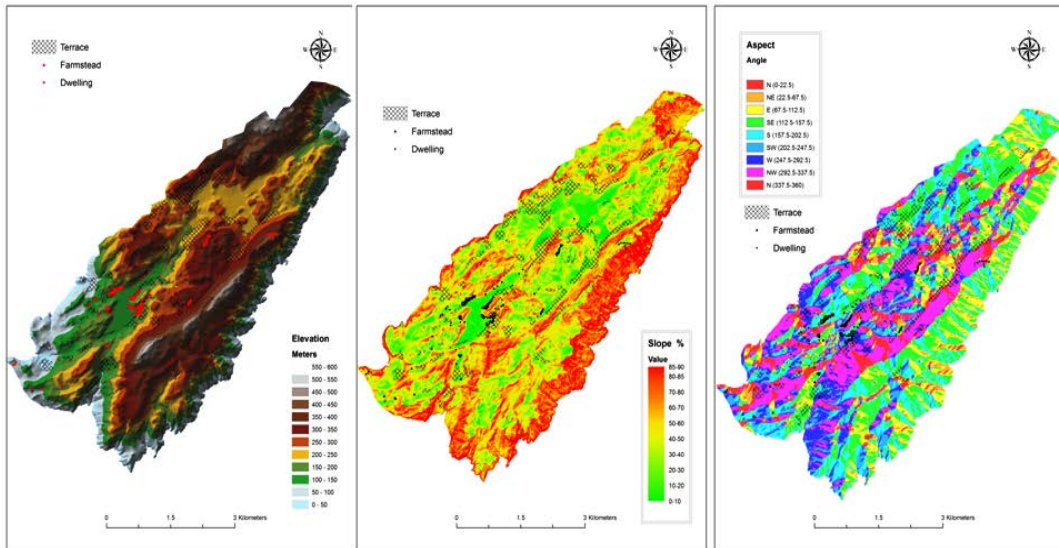 N
W E
S
Terrace
Farmstead
Dwelling
Elevation
Meters
550 - 600
500 - 550
450 - 500
400 - 450
350 - 400
300 - 350
250 - 300
200 - 250
150 - 200
100 - 150
50 - 100
0 - 50
0 1.5 3 Kilometers
N
W E
S
Terrace
Farmstead
Dwelling
Slope %
Value
85-90
80-85
70-80
60-70
50-60
40-50
30-40
20-30
10-20
0-10
0 1.5 3 Kilometers
Aspect
Angle
N (0-22.5)
NE (22.5-67.5)
E (67.5-112.5)
SE (112.5-157.5)
S (157.5-202.5)
SW (202.5-247.5)
W (247.5-292.5)
NW (292.5-337.5)
N (337.5-360)
N
W E
S
Terrace
Farmstead
Dwelling
0 1.5 3 Kilometers